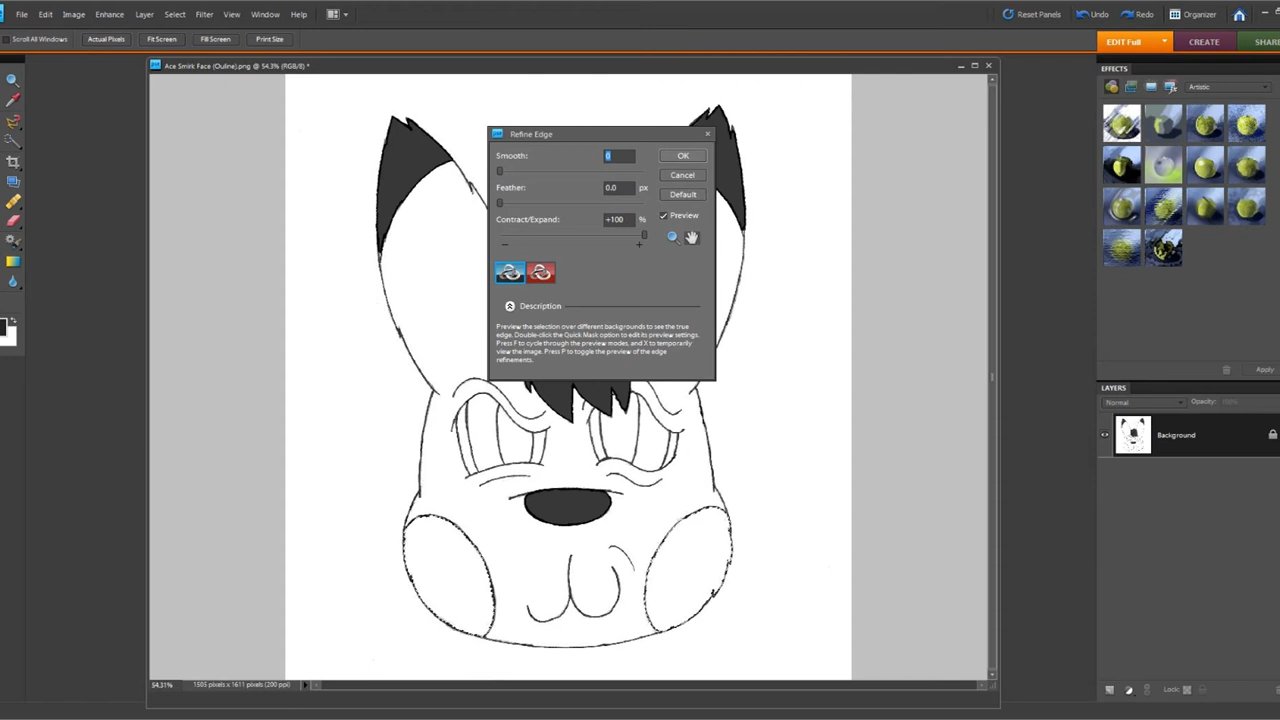 File Edit Image Enhance Layer Select Filter View Window Help Reset Panels Undo Redo Organizer
Scroll All Windows Actual Pixels Fit Screen Fill Screen Print Size
EDIT Full CREATE SHAR
Ace Smirk Face (Ouline).png @ 54.3% (RGB/8) *
EFFECTS
Artistic
Refine Edge
Smooth: 0 OK
Cancel
Feather: 0.0 px
Default
Contract/Expand: +100 %
Preview
Description
Preview the selection over different backgrounds to see the true
edge. Double-click the Quick Mask option to edit its preview settings.
Press F to cycle through the preview modes, and X to temporarily
view the image. Press P to toggle the preview of the edge
refinements.
Apply
LAYERS
Normal Opacity: 100%
Background
Lock:
54.31% 1505 pixels x 1611 pixels (200 ppi)